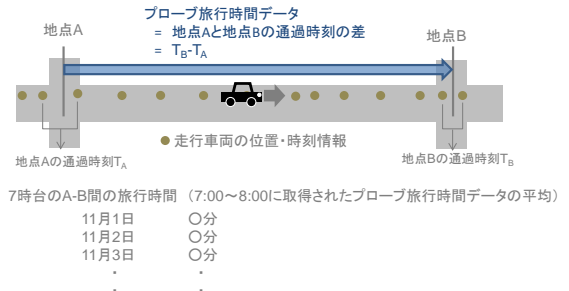 プローブ旅行時間データ
= 地点Aと地点Bの通過時刻の差
= TB-TA
地点A
地点B
走行車両の位置・時刻情報
地点Aの通過時刻TA
地点Bの通過時刻TB
7時台のA-B間の旅行時間 (7:00～8:00に取得されたプローブ旅行時間データの平均)
11月1日 〇分
11月2日 〇分
11月3日 〇分
・ ・
・ ・